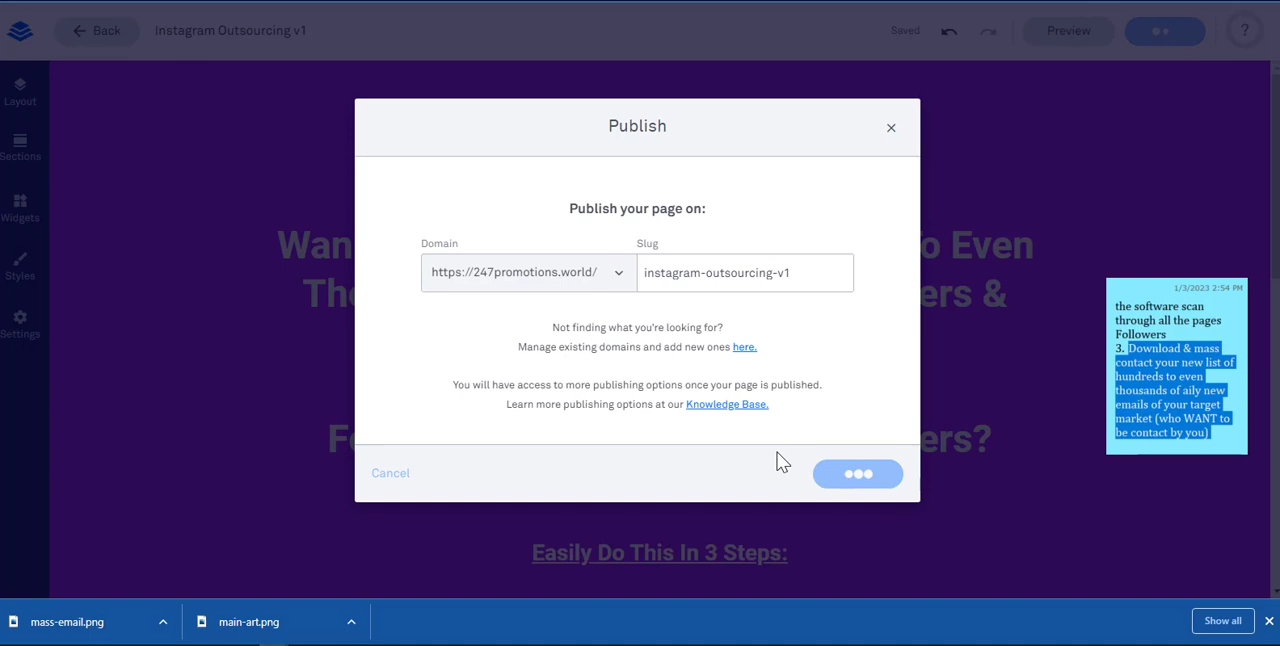 Back
Instagram Outsourcing v1
Saved
Preview
?
Layout
Sections
Widgets
Styles
Settings
Publish
Publish your page on:
Domain
Slug
https://247promotions.world/
instagram-outsourcing-v1
Not finding what you're looking for?
Manage existing domains and add new ones here.
You will have access to more publishing options once your page is published.
Learn more publishing options at our Knowledge Base.
Cancel
Even
ers &
ers?
Easily Do This In 3 Steps:
1/3/2023 2:54 PM
the software scan
through all the pages
Followers
3. Download & mass
contact your new list of
hundreds to even
thousands of aily new
emails of your target
market (who WANT to
be contact by you)
mass-email.png
main-art.png
Show all